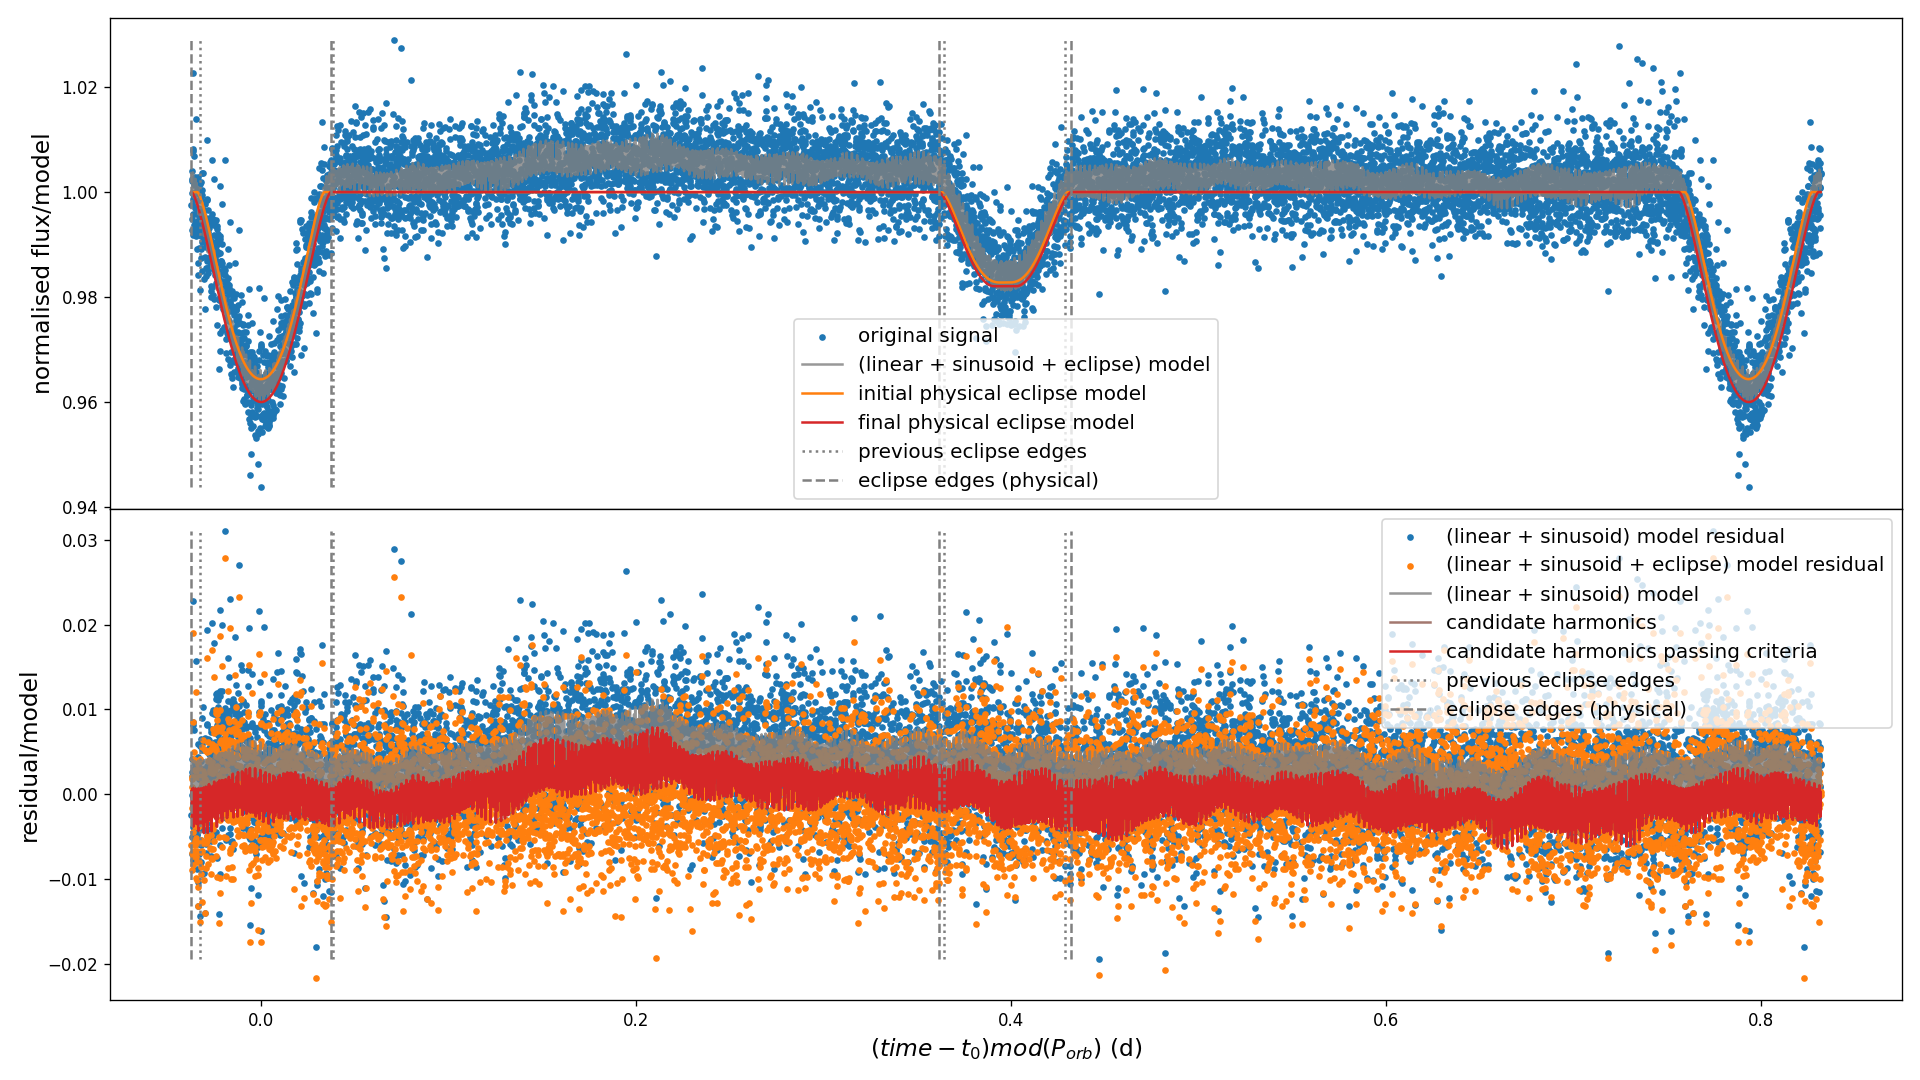 normalised flux/model
1.02
1.00
0.98
0.96
0.94
original signal
(linear + sinusoid + eclipse) model
initial physical eclipse model
final physical eclipse model
previous eclipse edges
eclipse edges (physical)
residual/model
0.03
0.02
0.01
0.00
−0.01
−0.02
(linear + sinusoid) model residual
(linear + sinusoid + eclipse) model residual
(linear + sinusoid) model
candidate harmonics
candidate harmonics passing criteria
previous eclipse edges
eclipse edges (physical)
0.0 0.2 0.4 0.6 0.8
(time − t₀)mod(Pₒᵣb) (d)